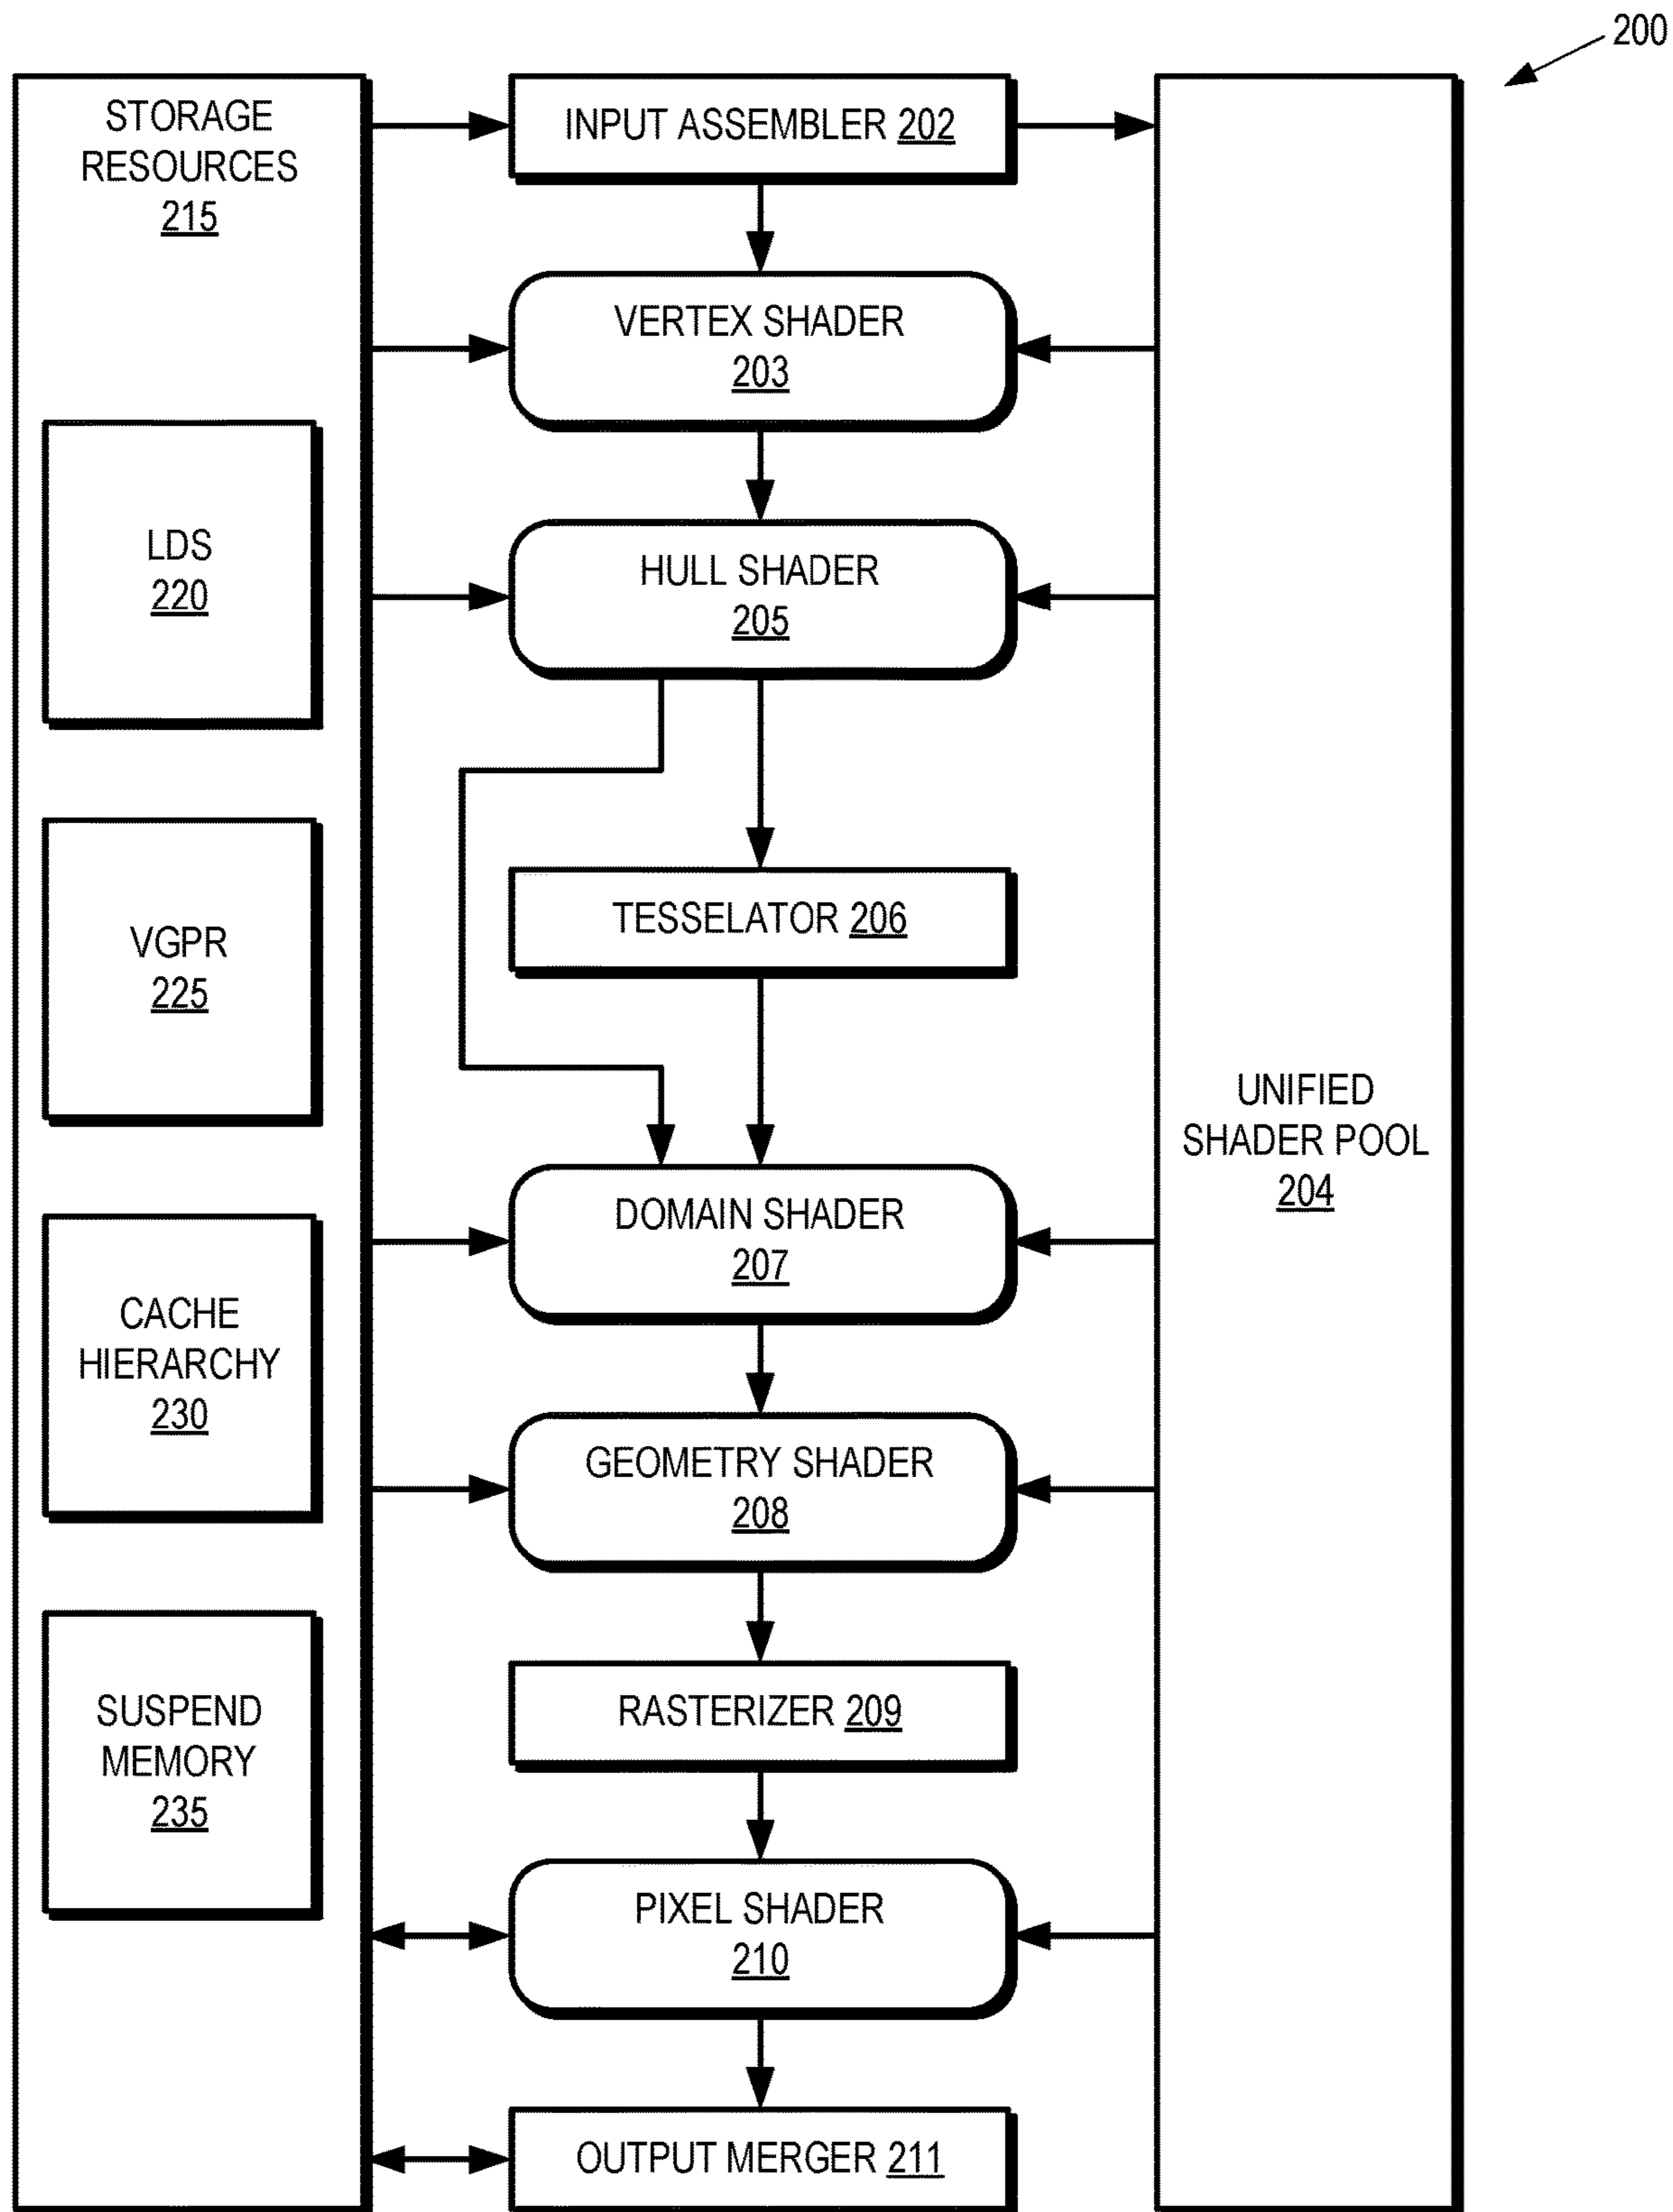 200
STORAGE
RESOURCES
215
LDS
220
VGPR
225
CACHE
HIERARCHY
230
SUSPEND
MEMORY
235
INPUT ASSEMBLER 202
VERTEX SHADER
203
HULL SHADER
205
TESSELATOR 206
DOMAIN SHADER
207
GEOMETRY SHADER
208
RASTERIZER 209
PIXEL SHADER
210
OUTPUT MERGER 211
UNIFIED
SHADER POOL
204